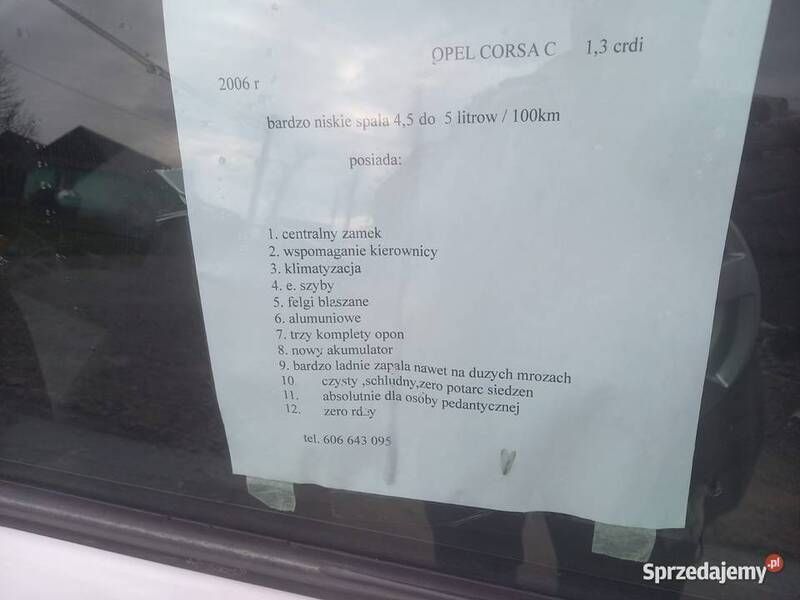 OPEL CORSA C 1,3 crdi
2006 r
bardzo niskie spala 4,5 do 5 litrow / 100km
posiada:
1. centralny zamek
2. wspomaganie kierownicy
3. klimatyzacja
4. e. szyby
5. felgi blaszane
6. alumuniowe
7. trzy komplety opon
8. nowy akumulator
9. bardzo ladnie zapala nawet na duzych mrozach
10. czysty ,schludny,zero potarc siedzen
11. absolutnie dla osoby pedantycznej
12. zero rdzy
tel. 606 643 095
Sprzedajemy.pl